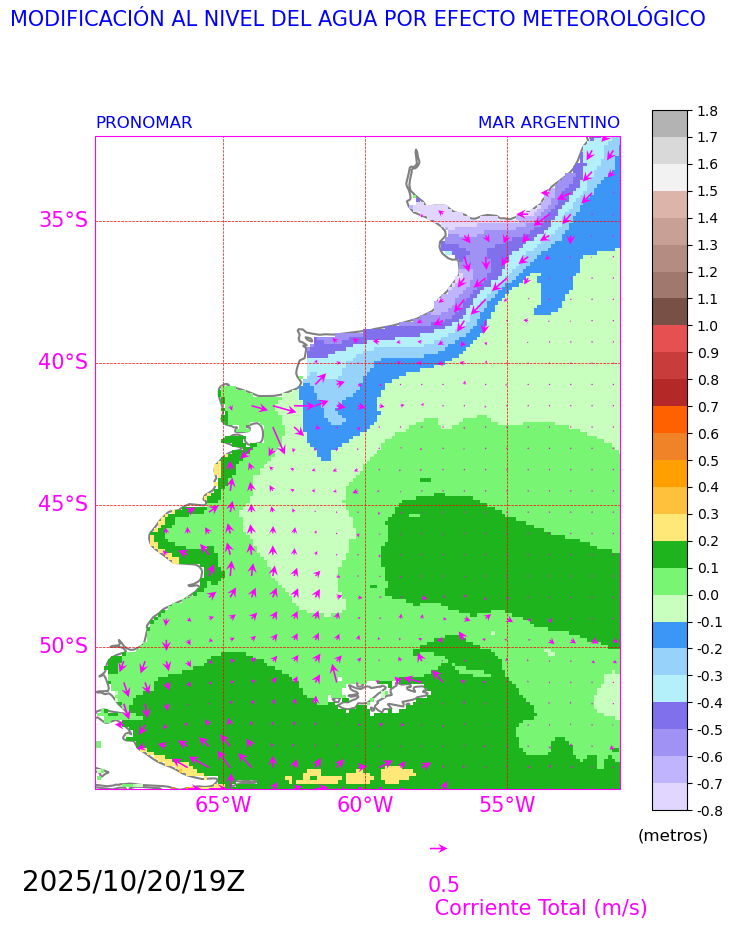 MODIFICACIÓN AL NIVEL DEL AGUA POR EFECTO METEOROLÓGICO
PRONOMAR
MAR ARGENTINO
35°S
40°S
45°S
50°S
65°W
60°W
55°W
1.8
1.7
1.6
1.5
1.4
1.3
1.2
1.1
1.0
0.9
0.8
0.7
0.6
0.5
0.4
0.3
0.2
0.1
0.0
-0.1
-0.2
-0.3
-0.4
-0.5
-0.6
-0.7
-0.8
(metros)
2025/10/20/19Z
0.5
Corriente Total (m/s)